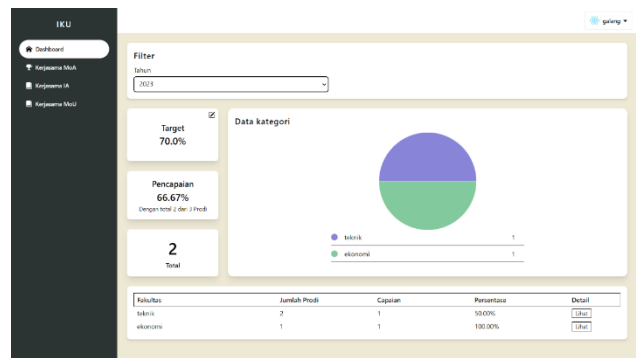 IKU
galang
Dashboard
Kerjasama MoA
Kerjasama IA
Kerjasama MoU
Filter
Tahun
2023
Target
70.0%
Pencapaian
66.67%
Dengan total 2 dari 3 Prodi
2
Total
Data kategori
teknik 1
ekonomi 1
Fakultas Jumlah Prodi Capaian Persentase Detail
teknik 2 1 50.00% Lihat
ekonomi 1 1 100.00% Lihat